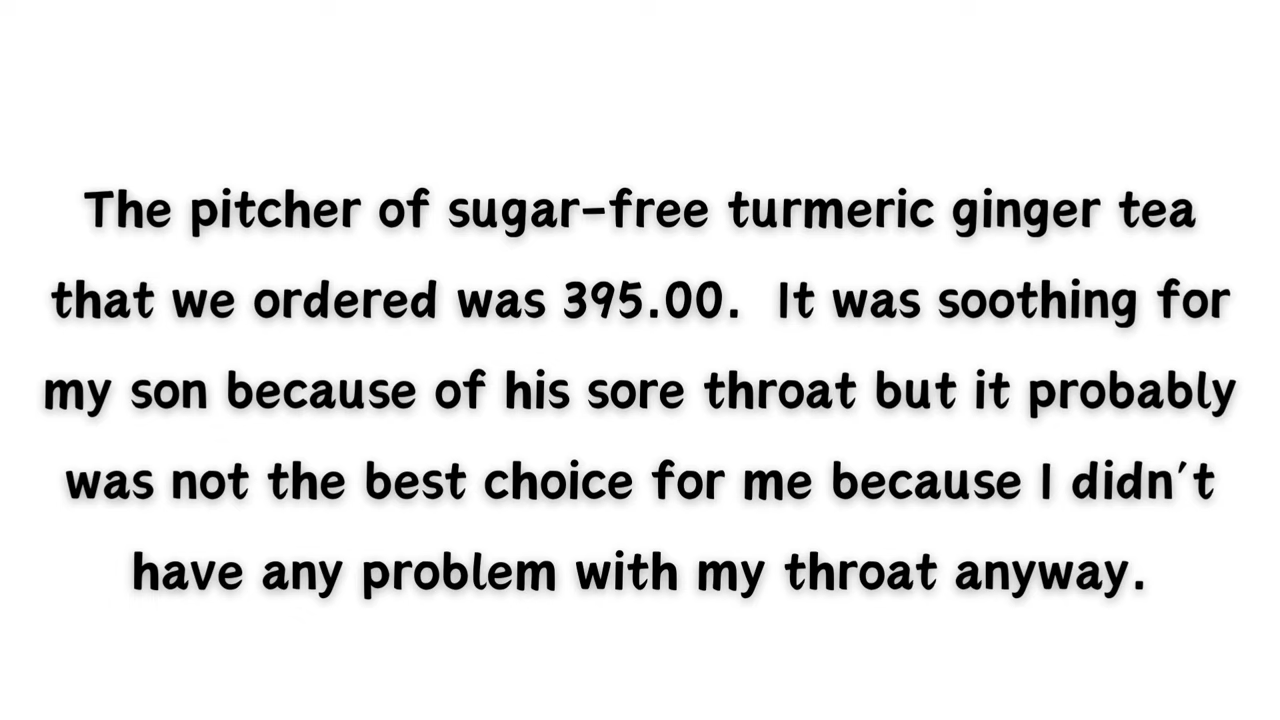 The pitcher of sugar-free turmeric ginger tea
that we ordered was 395.00.  It was soothing for
my son because of his sore throat but it probably
was not the best choice for me because I didn't
have any problem with my throat anyway.